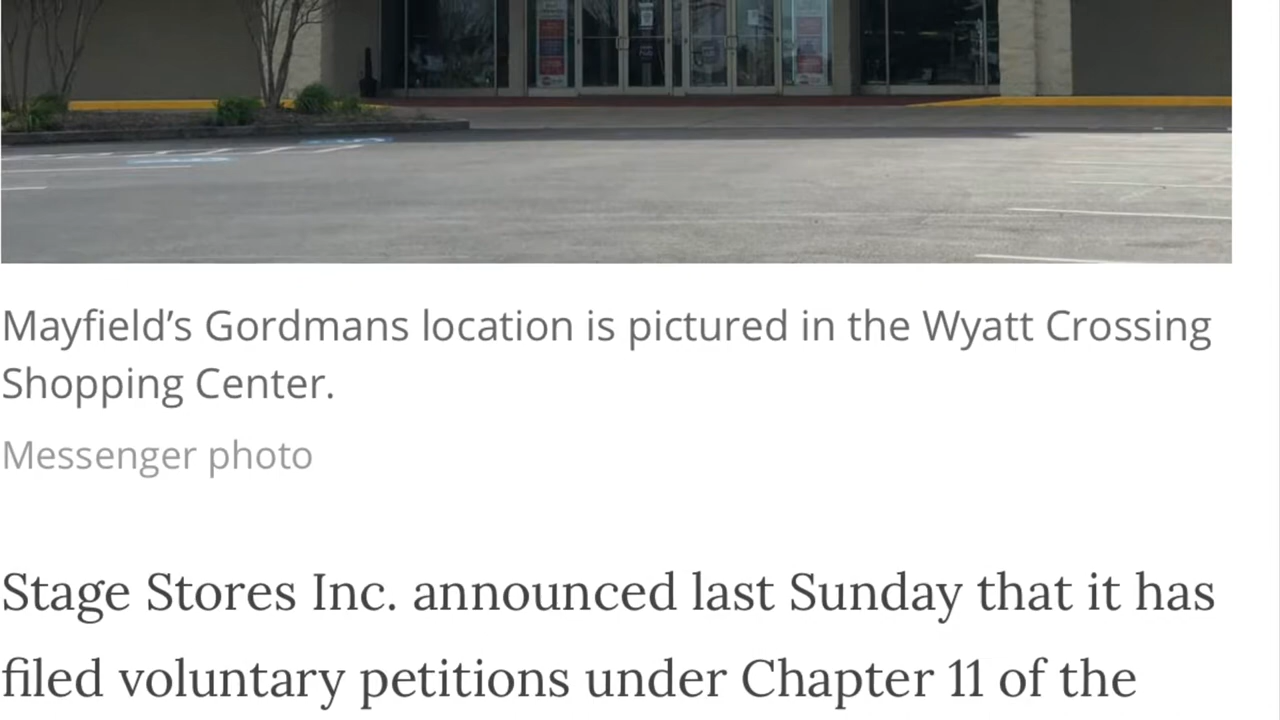 Mayfield’s Gordmans location is pictured in the Wyatt Crossing
Shopping Center.
Messenger photo
Stage Stores Inc. announced last Sunday that it has
filed voluntary petitions under Chapter 11 of the